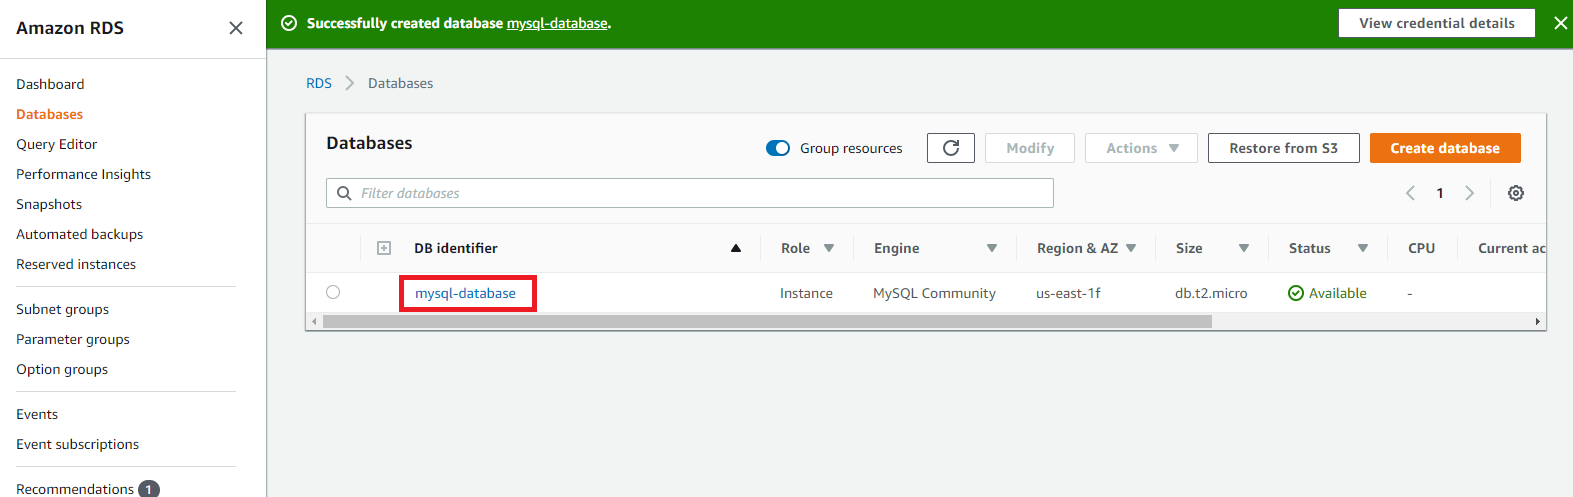 Amazon RDS
Dashboard
Databases
Query Editor
Performance Insights
Snapshots
Automated backups
Reserved instances
Subnet groups
Parameter groups
Option groups
Events
Event subscriptions
Recommendations 1
Successfully created database mysql-database. View credential details
RDS Databases
Databases Group resources Modify Actions Restore from S3 Create database
Filter databases 1
DB identifier Role Engine Region & AZ Size Status CPU Current ac
mysql-database Instance MySQL Community us-east-1f db.t2.micro Available -